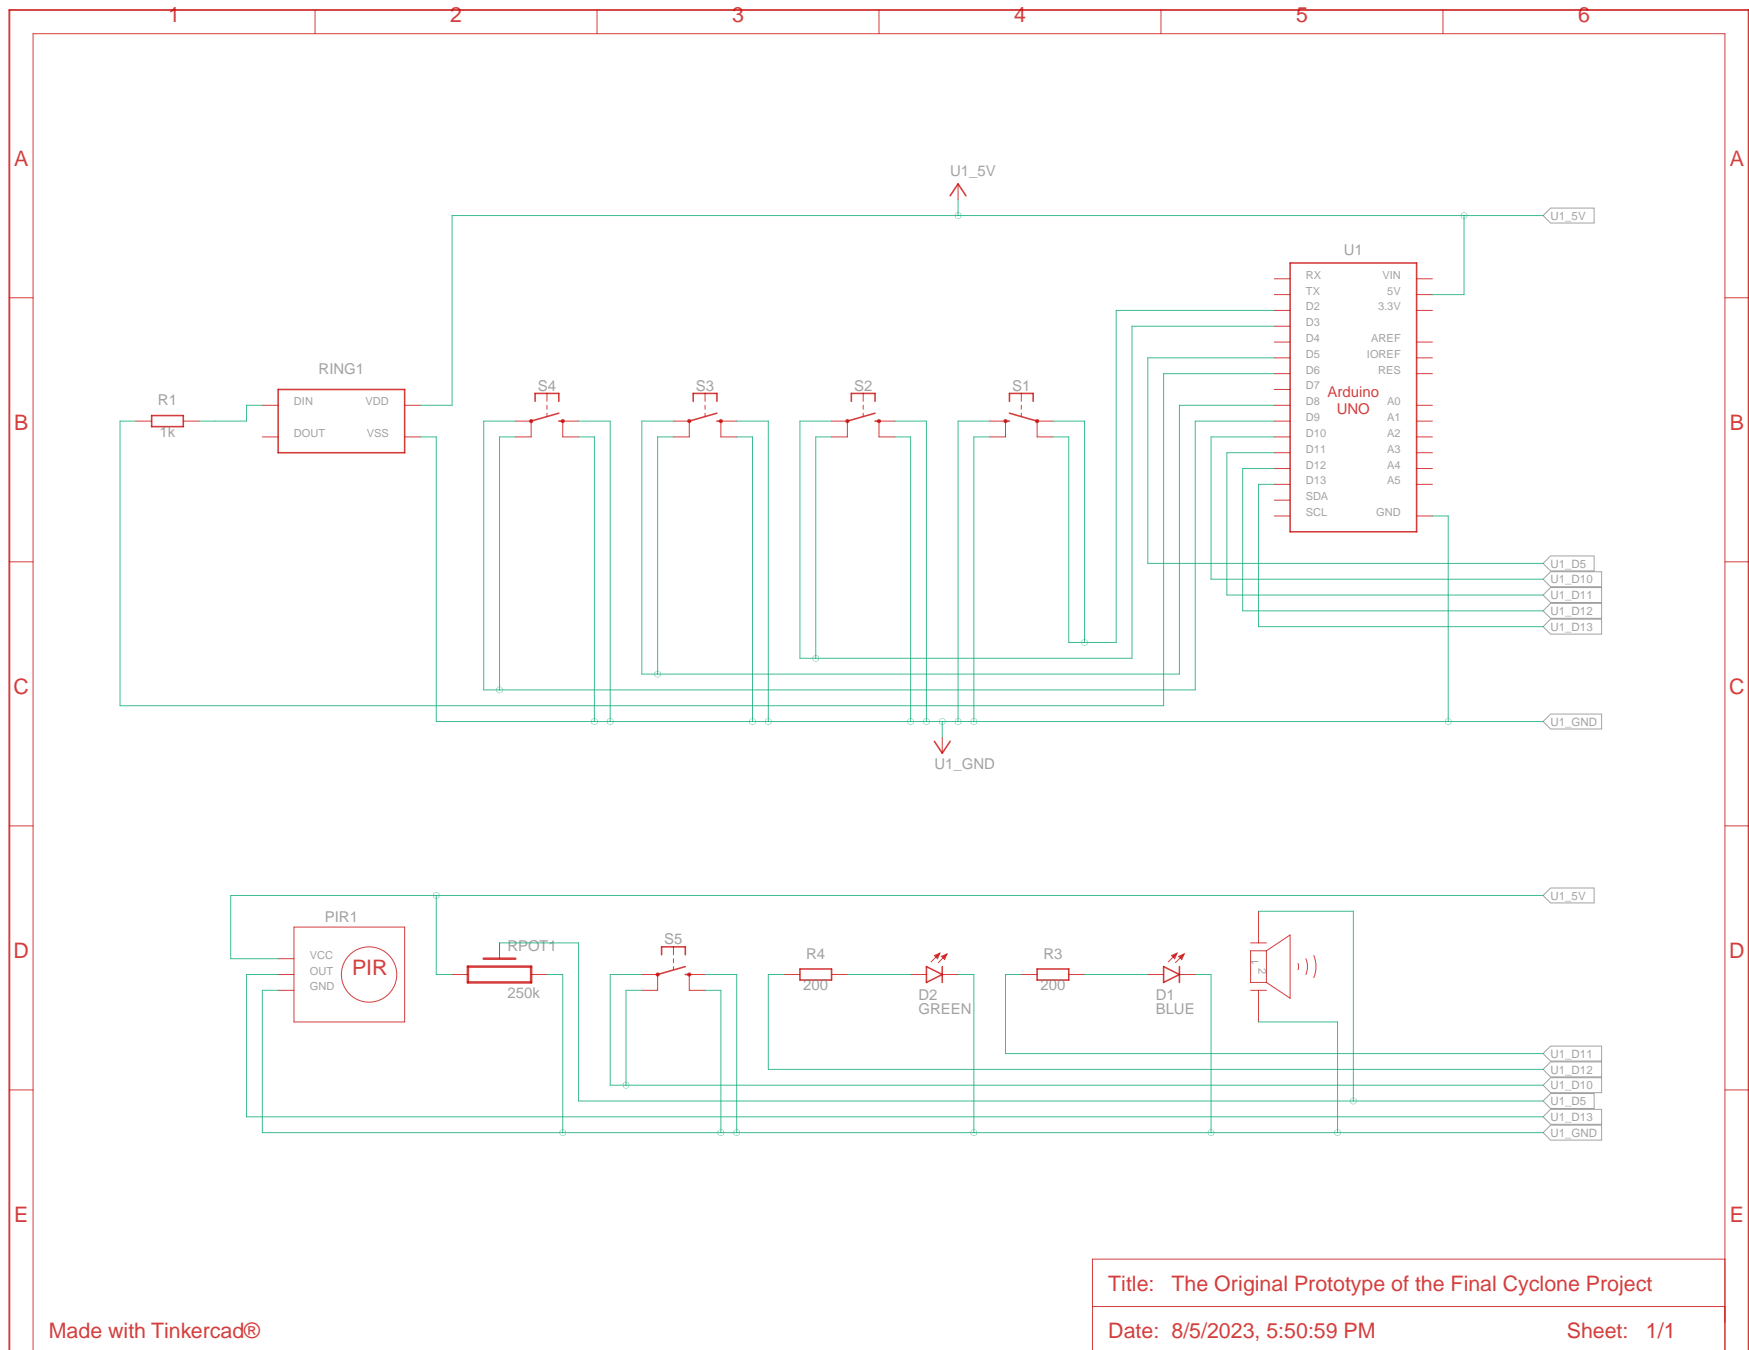 1 2 3 4 5 6
A A
U1_5V
U1_5V
U1
RX VIN
TX 5V
D2 3.3V
D3
D4 AREF
D5 IOREF
D6 RES
D7
Arduino
UNO
D8 A0
D9 A1
D10 A2
D11 A3
D12 A4
D13 A5
SDA
SCL GND
RING1
DIN VDD
DOUT VSS
R1
1k
S4 S3 S2 S1
B B
U1_D5
U1_D10
U1_D11
U1_D12
U1_D13
C C
U1_GND
U1_GND
U1_5V
PIR1
VCC
OUT
GND
PIR
RPOT1
250k
S5
R4
200
D2
GREEN
R3
200
D1
BLUE
1
2
D D
U1_D11
U1_D12
U1_D10
U1_D5
U1_D13
U1_GND
E E
Title: The Original Prototype of the Final Cyclone Project
Made with Tinkercad®
Date: 8/5/2023, 5:50:59 PM Sheet: 1/1